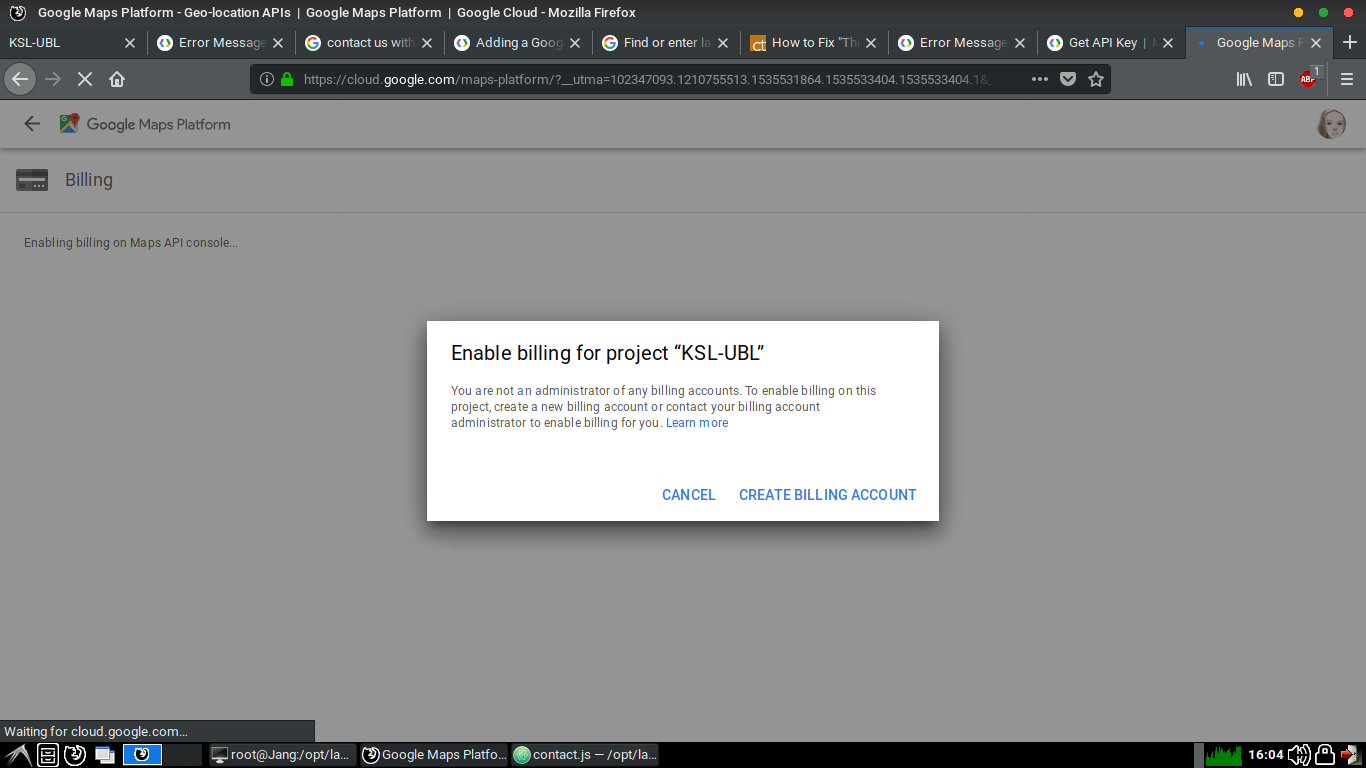 Google Maps Platform - Geo-location APIs | Google Maps Platform | Google Cloud - Mozilla Firefox
KSL-UBL
Error Message
contact us with
Adding a Goog
Find or enter la
How to Fix "Th
Error Message
Get API Key |
Google Maps P
https://cloud.google.com/maps-platform/?__utma=102347093.1210755513.1535531864.1535533404.1535533404.1&_
ABP
1
Google Maps Platform
Billing
Enabling billing on Maps API console...
Enable billing for project “KSL-UBL”
You are not an administrator of any billing accounts. To enable billing on this
project, create a new billing account or contact your billing account
administrator to enable billing for you. Learn more
CANCEL
CREATE BILLING ACCOUNT
Waiting for cloud.google.com...
root@Jang:/opt/la...
Google Maps Platfo...
contact.js — /opt/la...
16:04